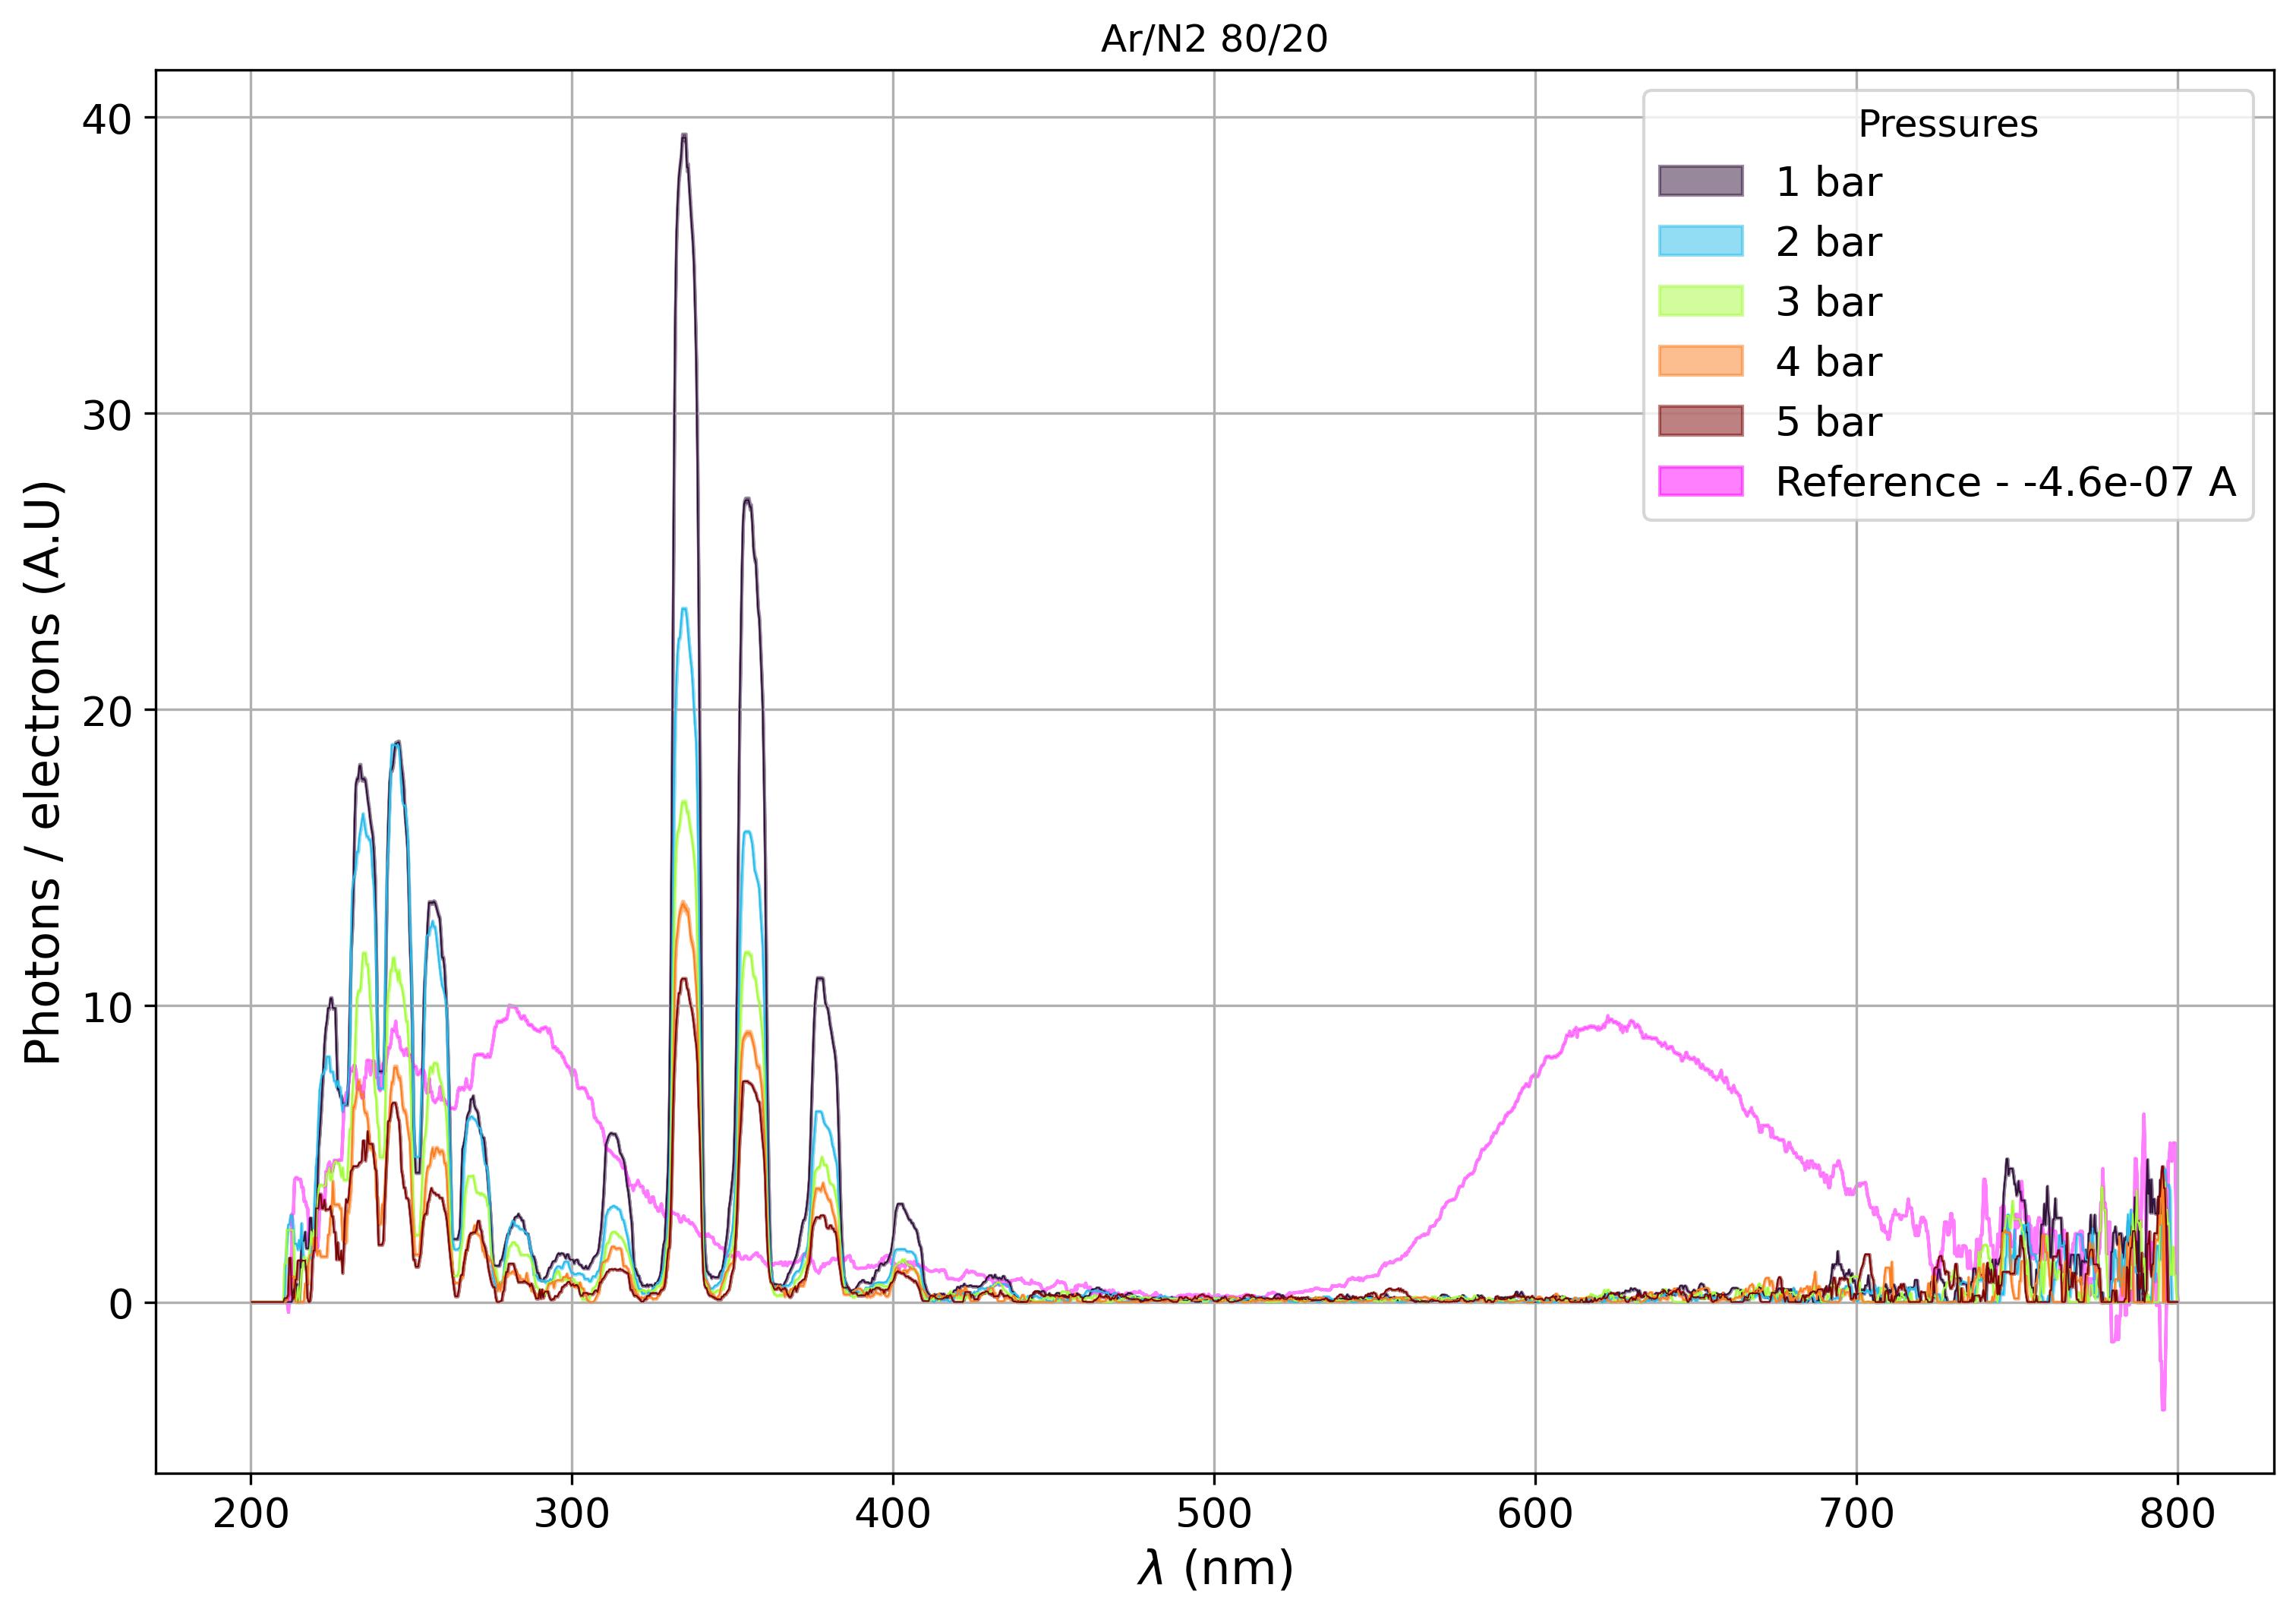 Ar/N2 80/20
Photons / electrons (A.U)
40
30
20
10
0
Pressures
1 bar
2 bar
3 bar
4 bar
5 bar
Reference - -4.6e-07 A
200 300 400 500 600 700 800
λ (nm)